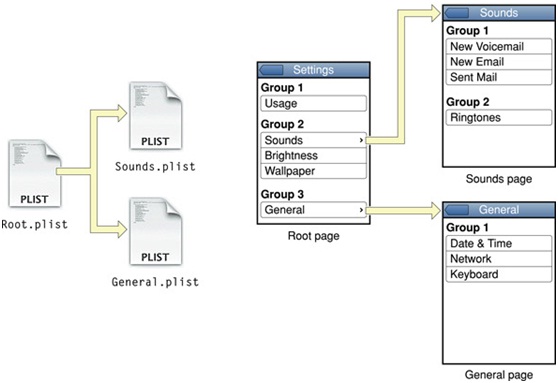 PLIST
Sounds.plist
PLIST
Root.plist
PLIST
General.plist
Settings
Group 1
Usage
Group 2
Sounds ›
Brightness
Wallpaper
Group 3
General ›
Root page
Sounds
Group 1
New Voicemail
New Email
Sent Mail
Group 2
Ringtones
Sounds page
General
Group 1
Date & Time
Network
Keyboard
General page